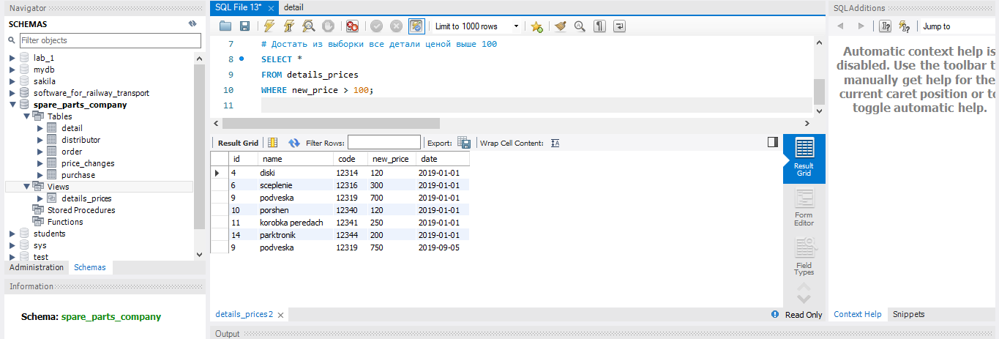 Navigator
SCHEMAS
Filter objects
lab_1
mydb
sakila
software_for_railway_transport
spare_parts_company
Tables
detail
distributor
order
price_changes
purchase
Views
details_prices
Stored Procedures
Functions
students
sys
test
Administration Schemas
Information
Schema: spare_parts_company
SQL File 13* × detail
Limit to 1000 rows
7 # Достать из выборки все детали ценой выше 100
8 SELECT *
9 FROM details_prices
10 WHERE new_price > 100;
11
Result Grid Filter Rows: Export: Wrap Cell Content:
id name code new_price date
4 diski 12314 120 2019-01-01
6 sceplenie 12316 300 2019-01-01
9 podveska 12319 700 2019-01-01
10 porshen 12340 120 2019-01-01
11 korobka peredach 12341 250 2019-01-01
14 parktronik 12344 200 2019-01-01
9 podveska 12319 750 2019-09-05
Result
Grid
Form
Editor
Field
Types
details_prices2 × Read Only
Output
SQLAdditions
Jump to
Automatic context help is
disabled. Use the toolbar t
manually get help for the
current caret position or to
toggle automatic help.
Context Help Snippets